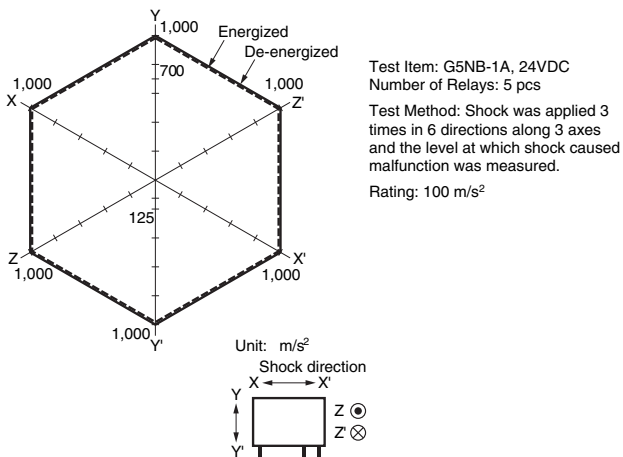 Y
1,000
Energized
De-energized
700
1,000
X
1,000
Z'
Test Item: G5NB-1A, 24VDC
Number of Relays: 5 pcs
Test Method: Shock was applied 3
times in 6 directions along 3 axes
and the level at which shock caused
malfunction was measured.
Rating: 100 m/s²
125
Z
1,000
X'
1,000
1,000
Y'
Unit: m/s²
Shock direction
X X'
Y
Z
Z'
Y'